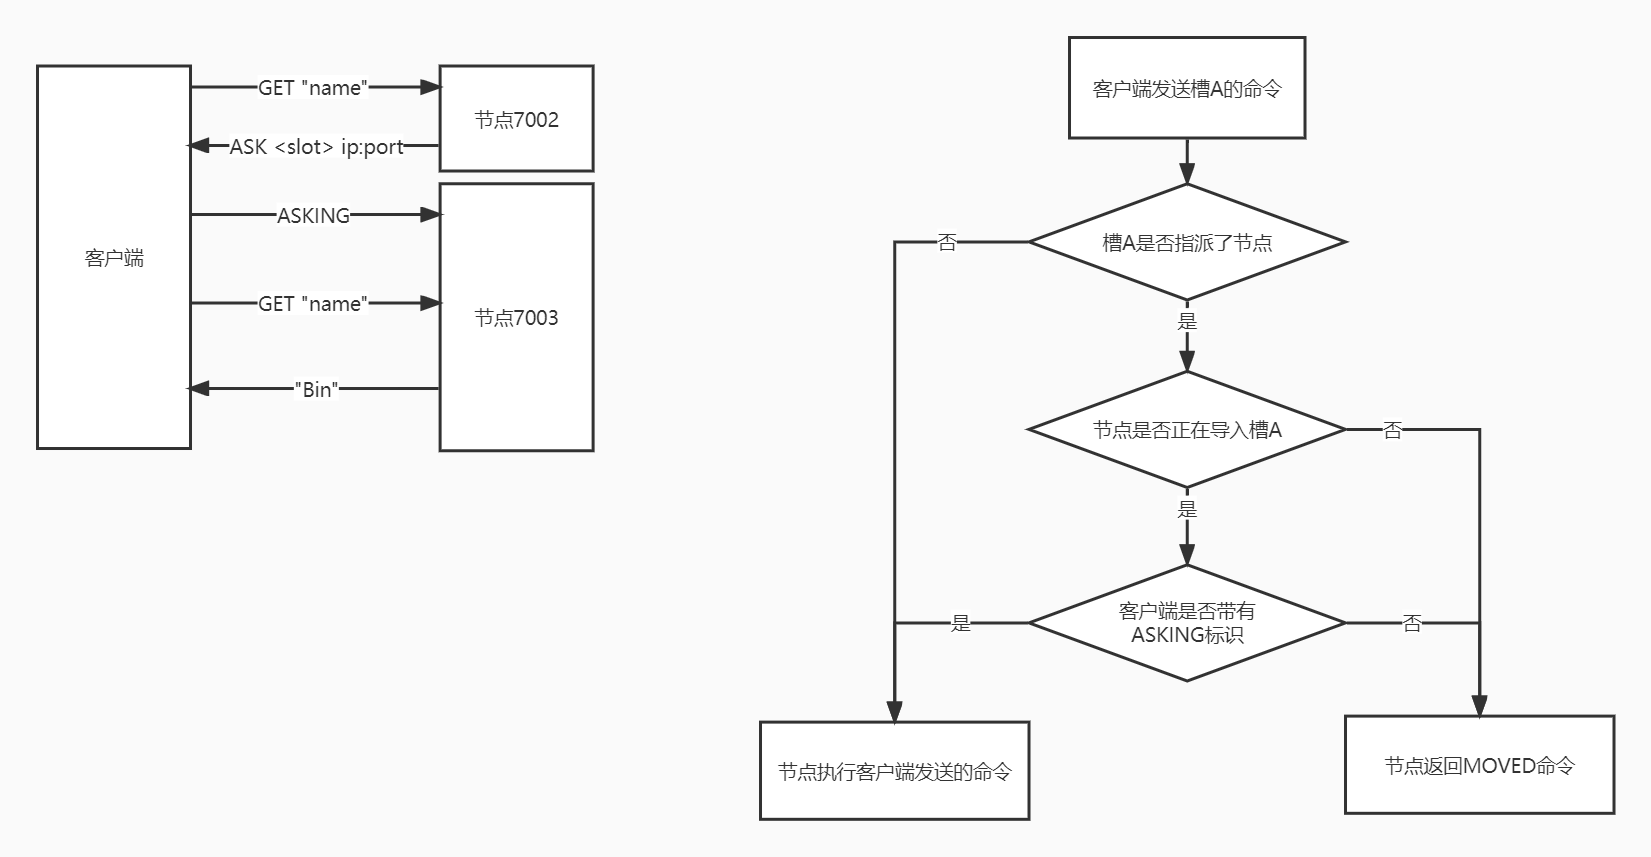 客户端
GET "name"
ASK <slot> ip:port
节点7002
ASKING
GET "name"
"Bin"
节点7003
客户端发送槽A的命令
槽A是否指派了节点
否
是
节点是否正在导入槽A
否
是
客户端是否带有
ASKING标识
是
否
节点执行客户端发送的命令
节点返回MOVED命令